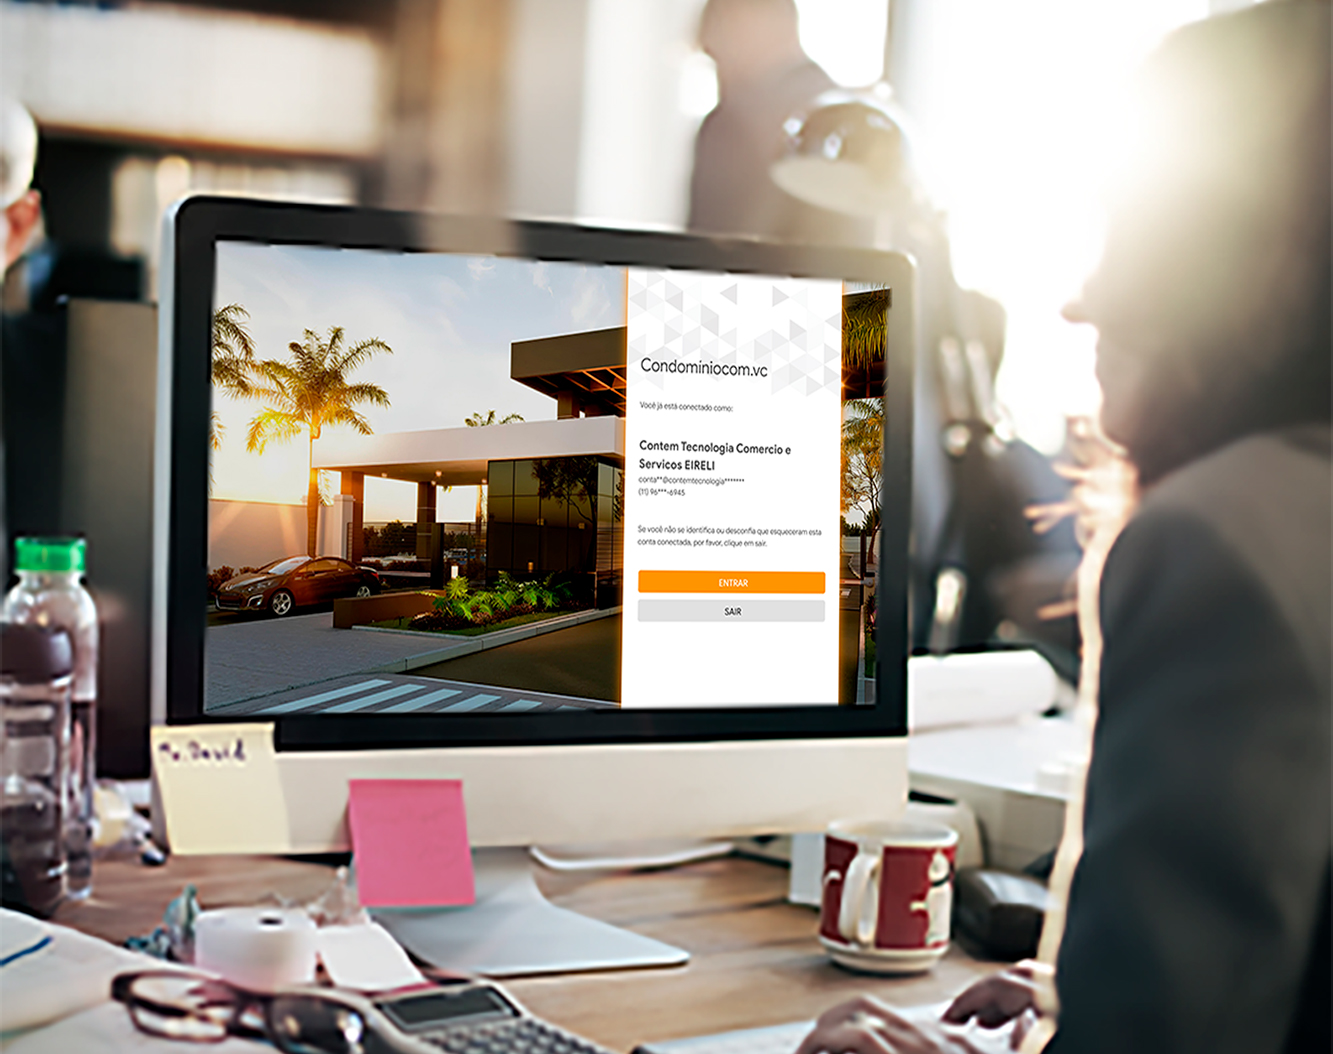 Condominiocom.vc
Você já está conectado como:
Contem Tecnologia Comercio e
Servicos EIRELI
conta**@contemtecnologia*******
(11) 96***-6945
Se você não se identifica ou desconfia que esqueceram esta
conta conectada, por favor, clique em sair.
ENTRAR
SAIR
Mr. David